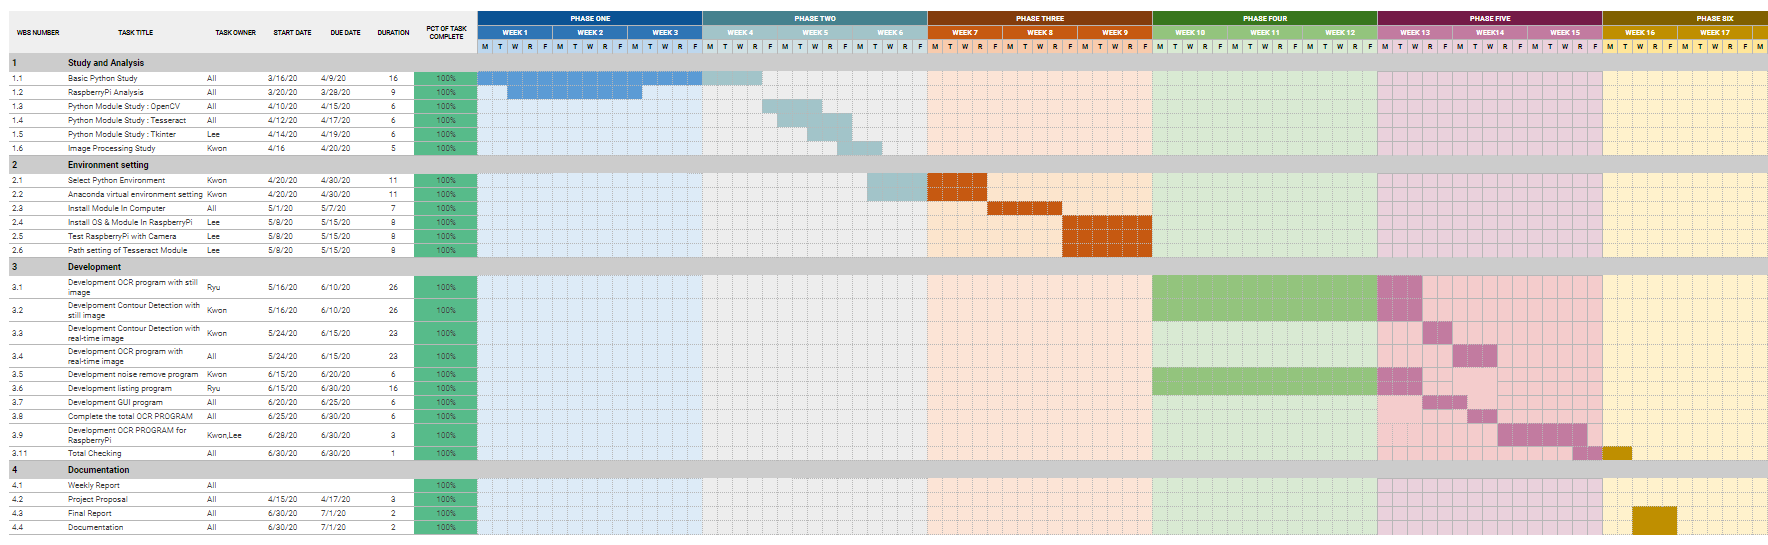 PHASE ONE PHASE TWO PHASE THREE PHASE FOUR PHASE FIVE PHASE SIX
WBS NUMBER TASK TITLE TASK OWNER START DATE DUE DATE DURATION PCT OF TASK
COMPLETE
WEEK 1 WEEK 2 WEEK 3 WEEK 4 WEEK 5 WEEK 6 WEEK 7 WEEK 8 WEEK 9 WEEK 10 WEEK 11 WEEK 12 WEEK 13 WEEK14 WEEK 15 WEEK 16 WEEK 17
M T W R F M T W R F M T W R F M T W R F M T W R F M T W R F M T W R F M T W R F M T W R F M T W R F M T W R F M T W R F M T W R F M T W R F M T W R F M T W R F M T W R F M
1 Study and Analysis
1.1 Basic Python Study All 3/16/20 4/9/20 16 100%
1.2 RaspberryPi Analysis All 3/20/20 3/28/20 9 100%
1.3 Python Module Study : OpenCV All 4/10/20 4/15/20 6 100%
1.4 Python Module Study : Tesseract All 4/12/20 4/17/20 6 100%
1.5 Python Module Study : Tkinter Lee 4/14/20 4/19/20 6 100%
1.6 Image Processing Study Kwon 4/16 4/20/20 5 100%
2 Environment setting
2.1 Select Python Environment Kwon 4/20/20 4/30/20 11 100%
2.2 Anaconda virtual environment setting Kwon 4/20/20 4/30/20 11 100%
2.3 Install Module In Computer All 5/1/20 5/7/20 7 100%
2.4 Install OS & Module In RaspberryPi Lee 5/8/20 5/15/20 8 100%
2.5 Test RaspberryPi with Camera Lee 5/8/20 5/15/20 8 100%
2.6 Path setting of Tesseract Module Lee 5/8/20 5/15/20 8 100%
3 Development
3.1 Development OCR program with still
image Ryu 5/16/20 6/10/20 26 100%
3.2 Development Contour Detection with
still image Kwon 5/16/20 6/10/20 26 100%
3.3 Development Contour Detection with
real-time image Kwon 5/24/20 6/15/20 23 100%
3.4 Development OCR program with
real-time image All 5/24/20 6/15/20 23 100%
3.5 Development noise remove program Kwon 6/15/20 6/20/20 6 100%
3.6 Development listing program Ryu 6/15/20 6/30/20 16 100%
3.7 Development GUI program All 6/20/20 6/25/20 6 100%
3.8 Complete the total OCR PROGRAM All 6/25/20 6/30/20 6 100%
3.9 Development OCR PROGRAM for
RaspberryPi Kwon,Lee 6/28/20 6/30/20 3 100%
3.11 Total Checking All 6/30/20 6/30/20 1 100%
4 Documentation
4.1 Weekly Report All 100%
4.2 Project Proposal All 4/15/20 4/17/20 3 100%
4.3 Final Report All 6/30/20 7/1/20 2 100%
4.4 Documentation All 6/30/20 7/1/20 2 100%